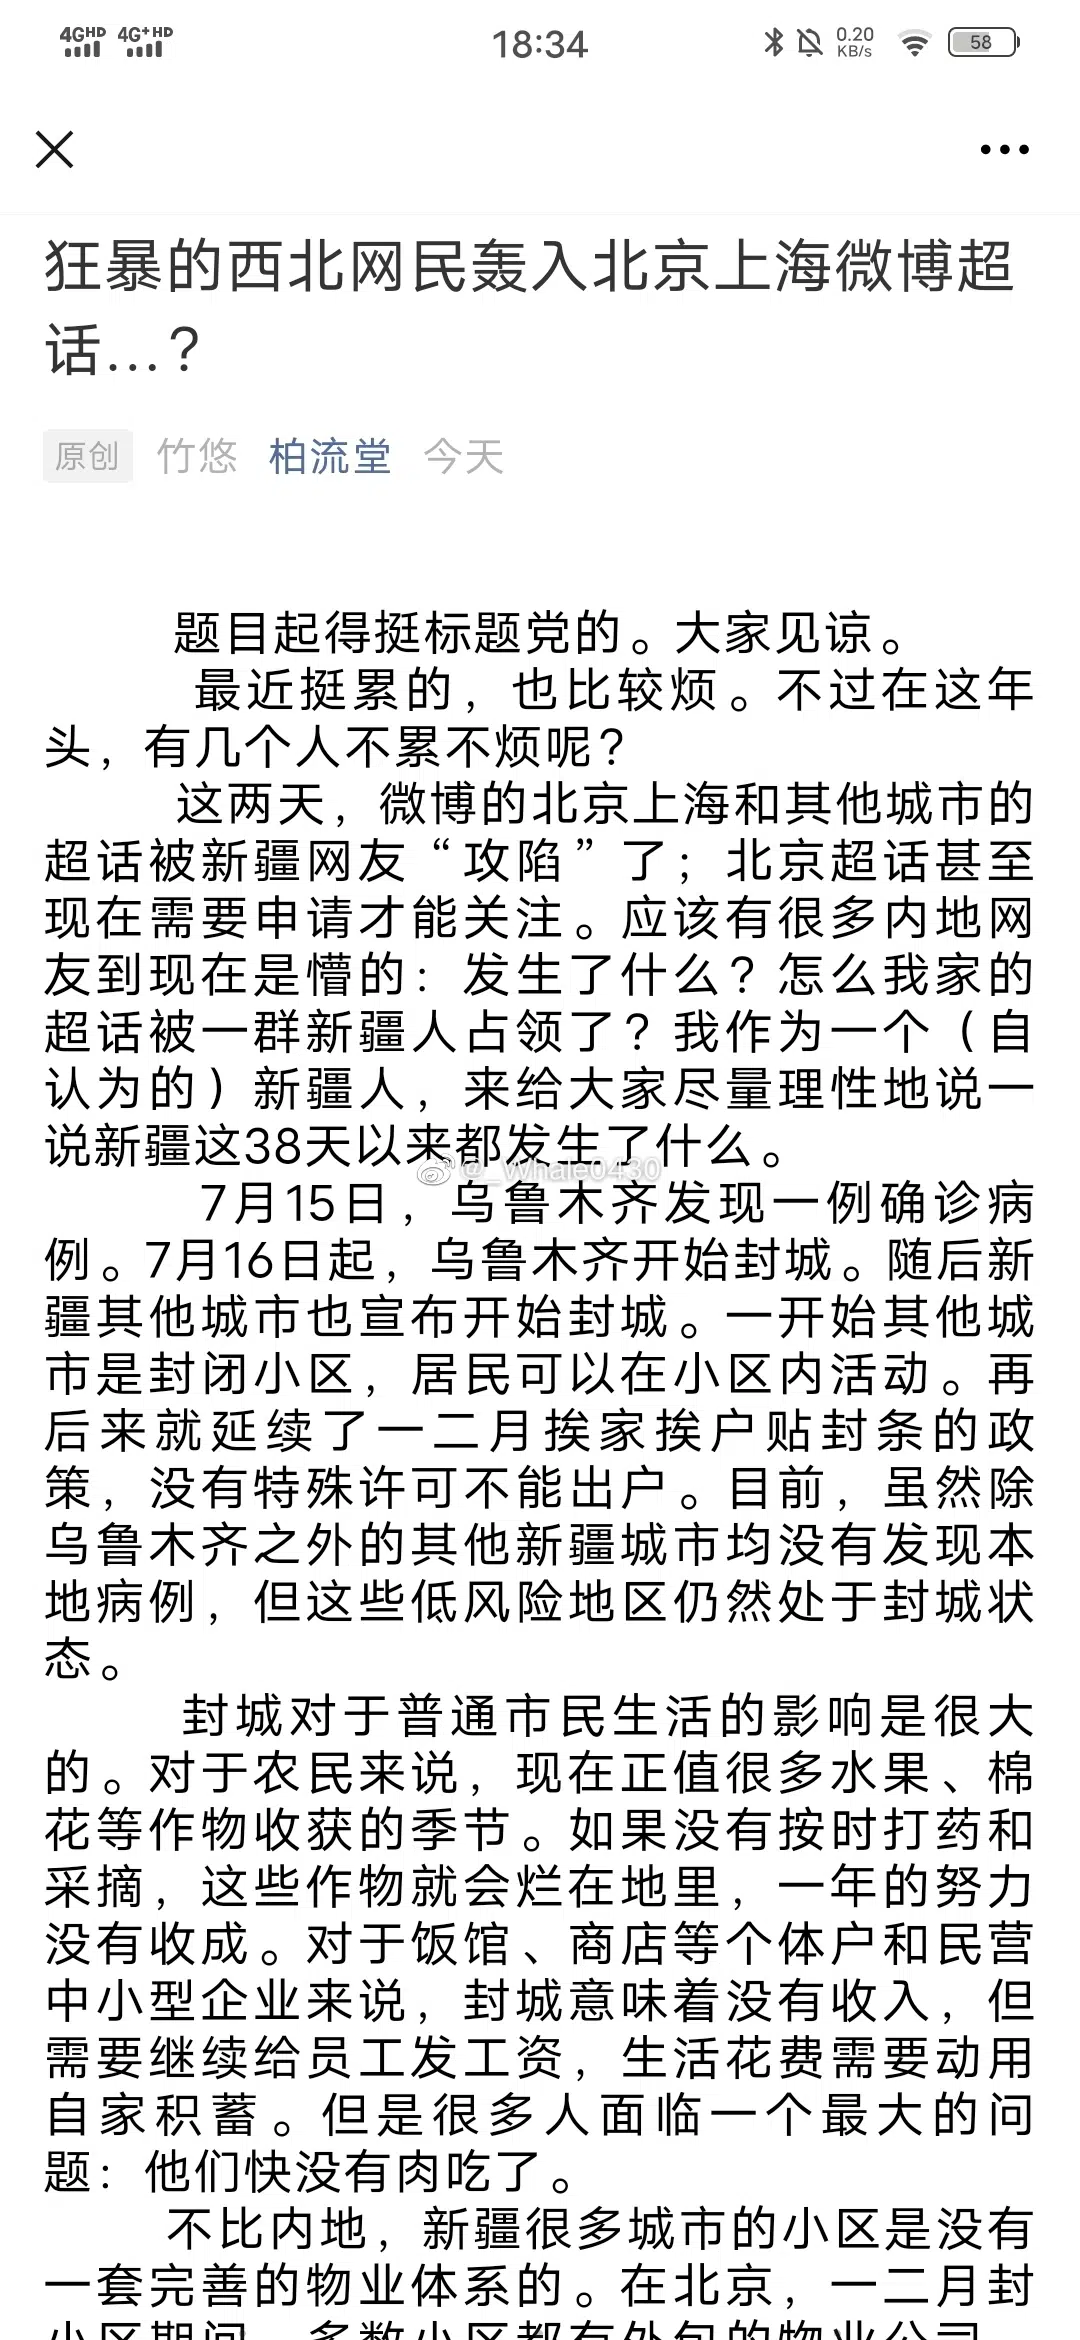 4GHD 4G+HD 18:34 0.20 KB/s 58
狂暴的西北网民轰入北京上海微博超
话...?
原创 竹悠 柏流堂 今天
题目起得挺标题党的。大家见谅。
最近挺累的，也比较烦。不过在这年
头，有几个人不累不烦呢？
这两天，微博的北京上海和其他城市的
超话被新疆网友“攻陷”了；北京超话甚至
现在需要申请才能关注。应该有很多内地网
友到现在是懵的：发生了什么？怎么我家的
超话被一群新疆人占领了？我作为一个（自
认为的）新疆人，来给大家尽量理性地说一
说新疆这38天以来都发生了什么。
@_Whale0430
7月15日，乌鲁木齐发现一例确诊病
例。7月16日起，乌鲁木齐开始封城。随后新
疆其他城市也宣布开始封城。一开始其他城
市是封闭小区，居民可以在小区内活动。再
后来就延续了一二月挨家挨户贴封条的政
策，没有特殊许可不能出户。目前，虽然除
乌鲁木齐之外的其他新疆城市均没有发现本
地病例，但这些低风险地区仍然处于封城状
态。
封城对于普通市民生活的影响是很大
的。对于农民来说，现在正值很多水果、棉
花等作物收获的季节。如果没有按时打药和
采摘，这些作物就会烂在地里，一年的努力
没有收成。对于饭馆、商店等个体户和民营
中小型企业来说，封城意味着没有收入，但
需要继续给员工发工资，生活花费需要动用
自家积蓄。但是很多人面临一个最大的问
题：他们快没有肉吃了。
不比内地，新疆很多城市的小区是没有
一套完善的物业体系的。在北京，一二月封
小区期间，多数小区都有外包的物业公司